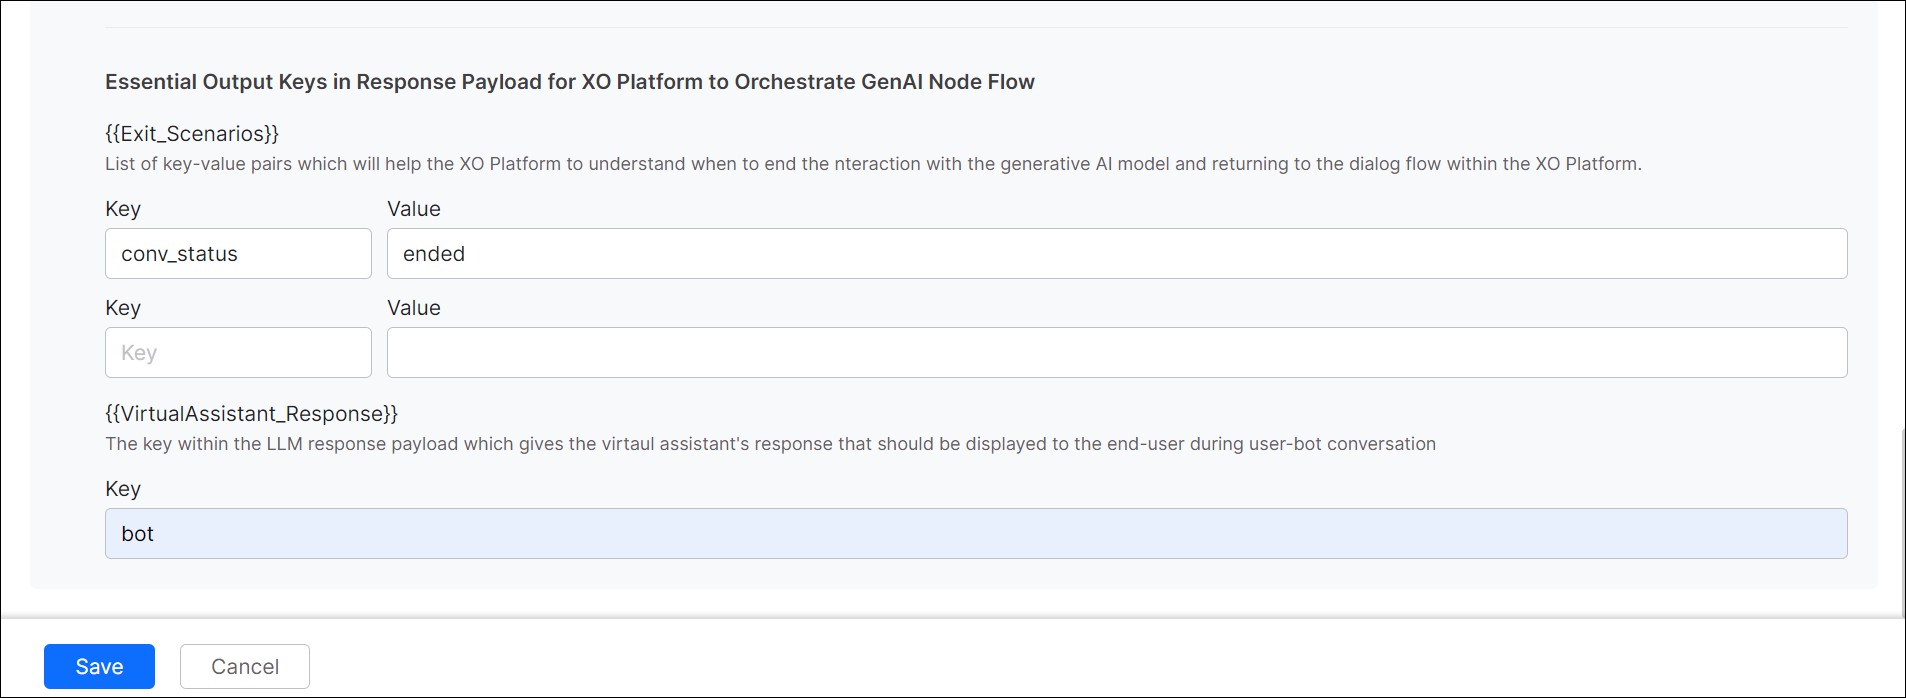 Essential Output Keys in Response Payload for XO Platform to Orchestrate GenAI Node Flow
{{Exit_Scenarios}}
List of key-value pairs which will help the XO Platform to understand when to end the nteraction with the generative AI model and returning to the dialog flow within the XO Platform.
Key Value
conv_status ended
Key Value
Key
{{VirtualAssistant_Response}}
The key within the LLM response payload which gives the virtaul assistant's response that should be displayed to the end-user during user-bot conversation
Key
bot
Save Cancel